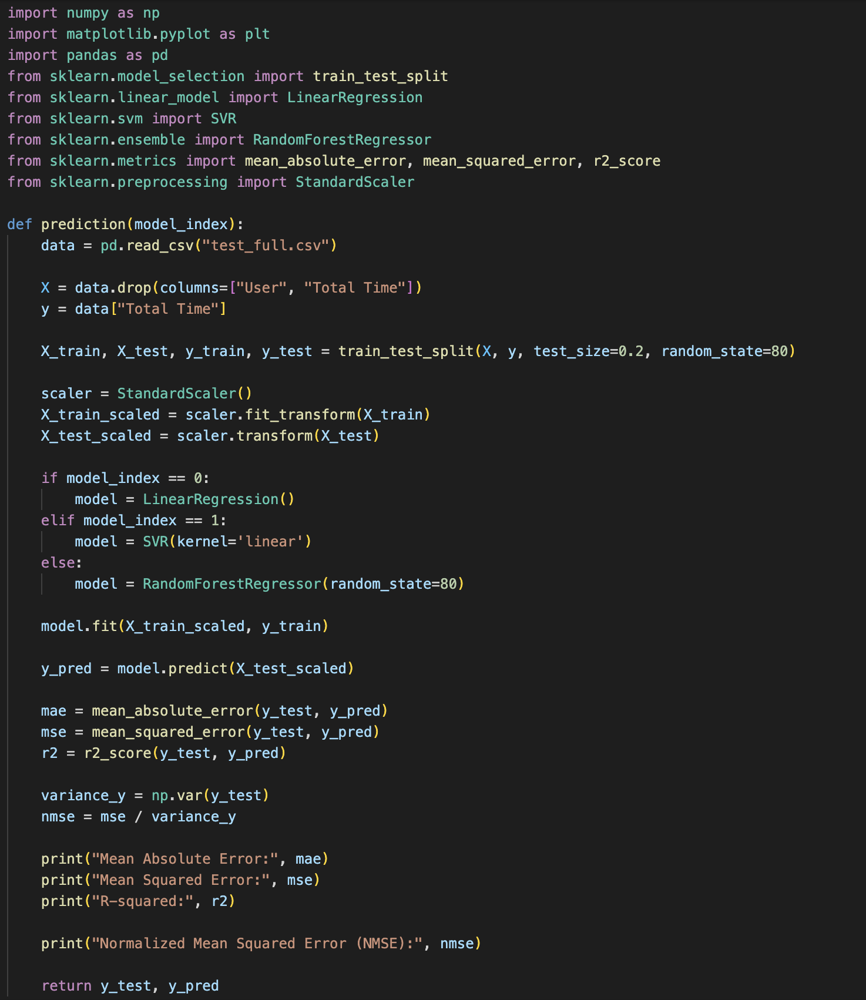 import numpy as np
import matplotlib.pyplot as plt
import pandas as pd
from sklearn.model_selection import train_test_split
from sklearn.linear_model import LinearRegression
from sklearn.svm import SVR
from sklearn.ensemble import RandomForestRegressor
from sklearn.metrics import mean_absolute_error, mean_squared_error, r2_score
from sklearn.preprocessing import StandardScaler

def prediction(model_index):
    data = pd.read_csv("test_full.csv")

    X = data.drop(columns=["User", "Total Time"])
    y = data["Total Time"]

    X_train, X_test, y_train, y_test = train_test_split(X, y, test_size=0.2, random_state=80)

    scaler = StandardScaler()
    X_train_scaled = scaler.fit_transform(X_train)
    X_test_scaled = scaler.transform(X_test)

    if model_index == 0:
        model = LinearRegression()
    elif model_index == 1:
        model = SVR(kernel='linear')
    else:
        model = RandomForestRegressor(random_state=80)

    model.fit(X_train_scaled, y_train)

    y_pred = model.predict(X_test_scaled)

    mae = mean_absolute_error(y_test, y_pred)
    mse = mean_squared_error(y_test, y_pred)
    r2 = r2_score(y_test, y_pred)

    variance_y = np.var(y_test)
    nmse = mse / variance_y

    print("Mean Absolute Error:", mae)
    print("Mean Squared Error:", mse)
    print("R-squared:", r2)

    print("Normalized Mean Squared Error (NMSE):", nmse)

    return y_test, y_pred